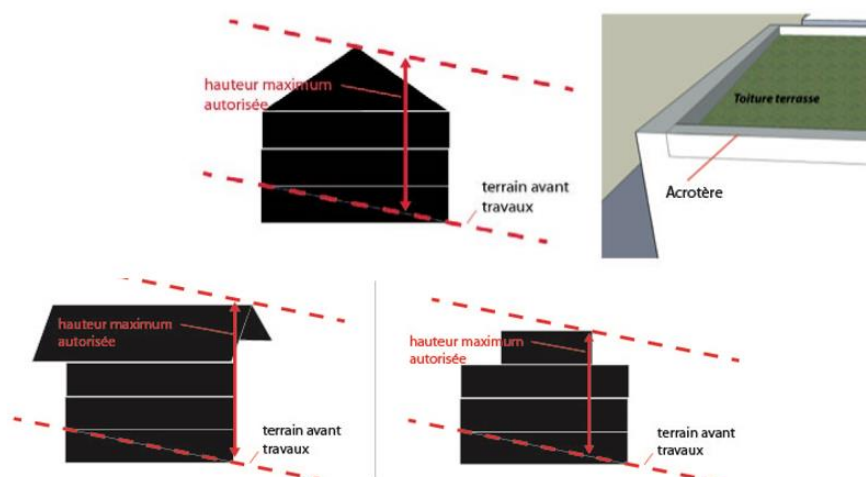 hauteur maximum
autorisée
terrain avant
travaux
Toiture terrasse
Acrotère
hauteur maximum
autorisée
terrain avant
travaux
hauteur maximum
autorisée
terrain avant
travaux